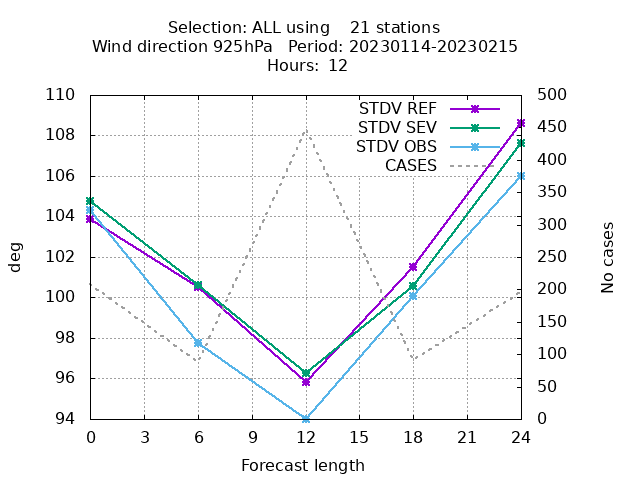 Selection: ALL using    21 stations
Wind direction 925hPa   Period: 20230114-20230215
Hours: 12
110
108
106
104
102
100
98
96
94
500
450
400
350
300
250
200
150
100
50
0
STDV REF
STDV SEV
STDV OBS
CASES
deg
No cases
0 3 6 9 12 15 18 21 24
Forecast length